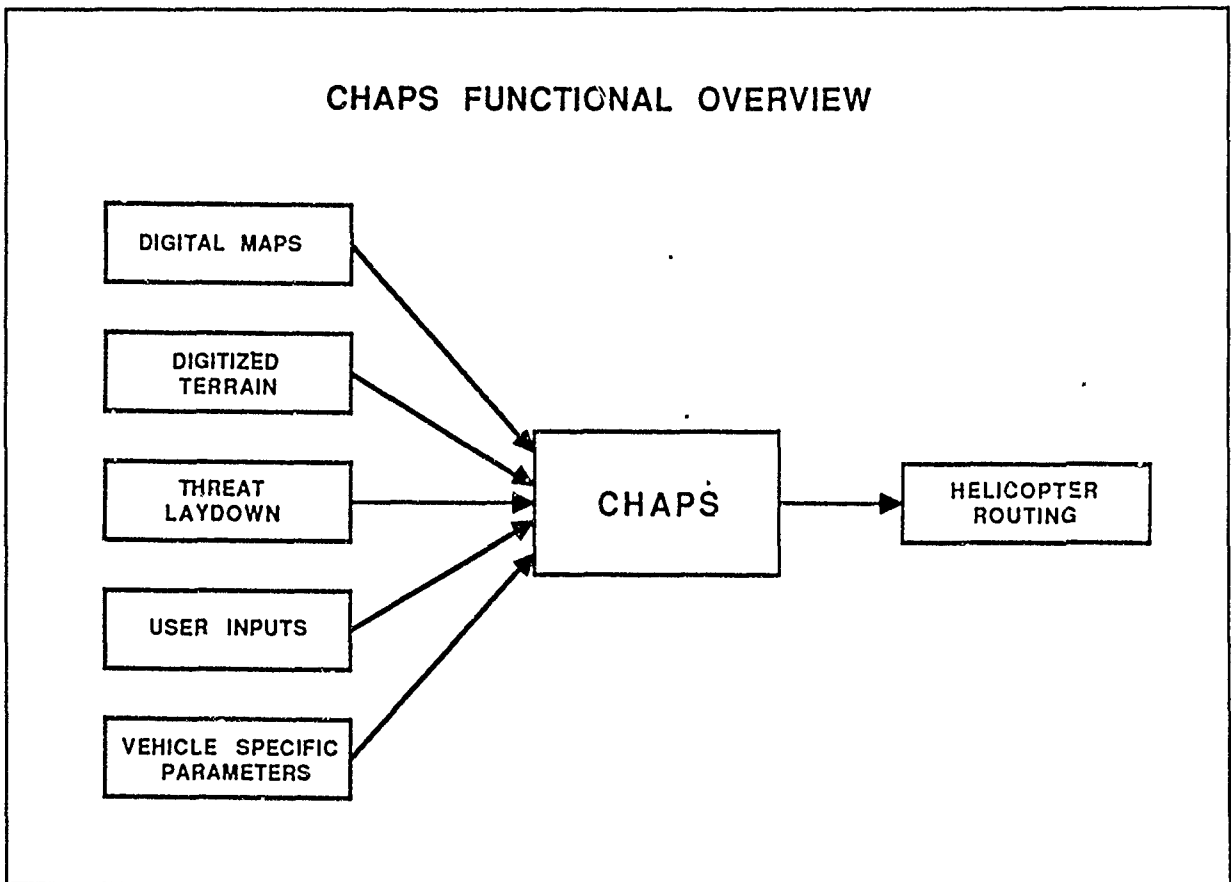 CHAPS FUNCTIONAL OVERVIEW
DIGITAL MAPS
DIGITIZED
TERRAIN
THREAT
LAYDOWN
USER INPUTS
VEHICLE SPECIFIC
PARAMETERS
CHAPS
HELICOPTER
ROUTING